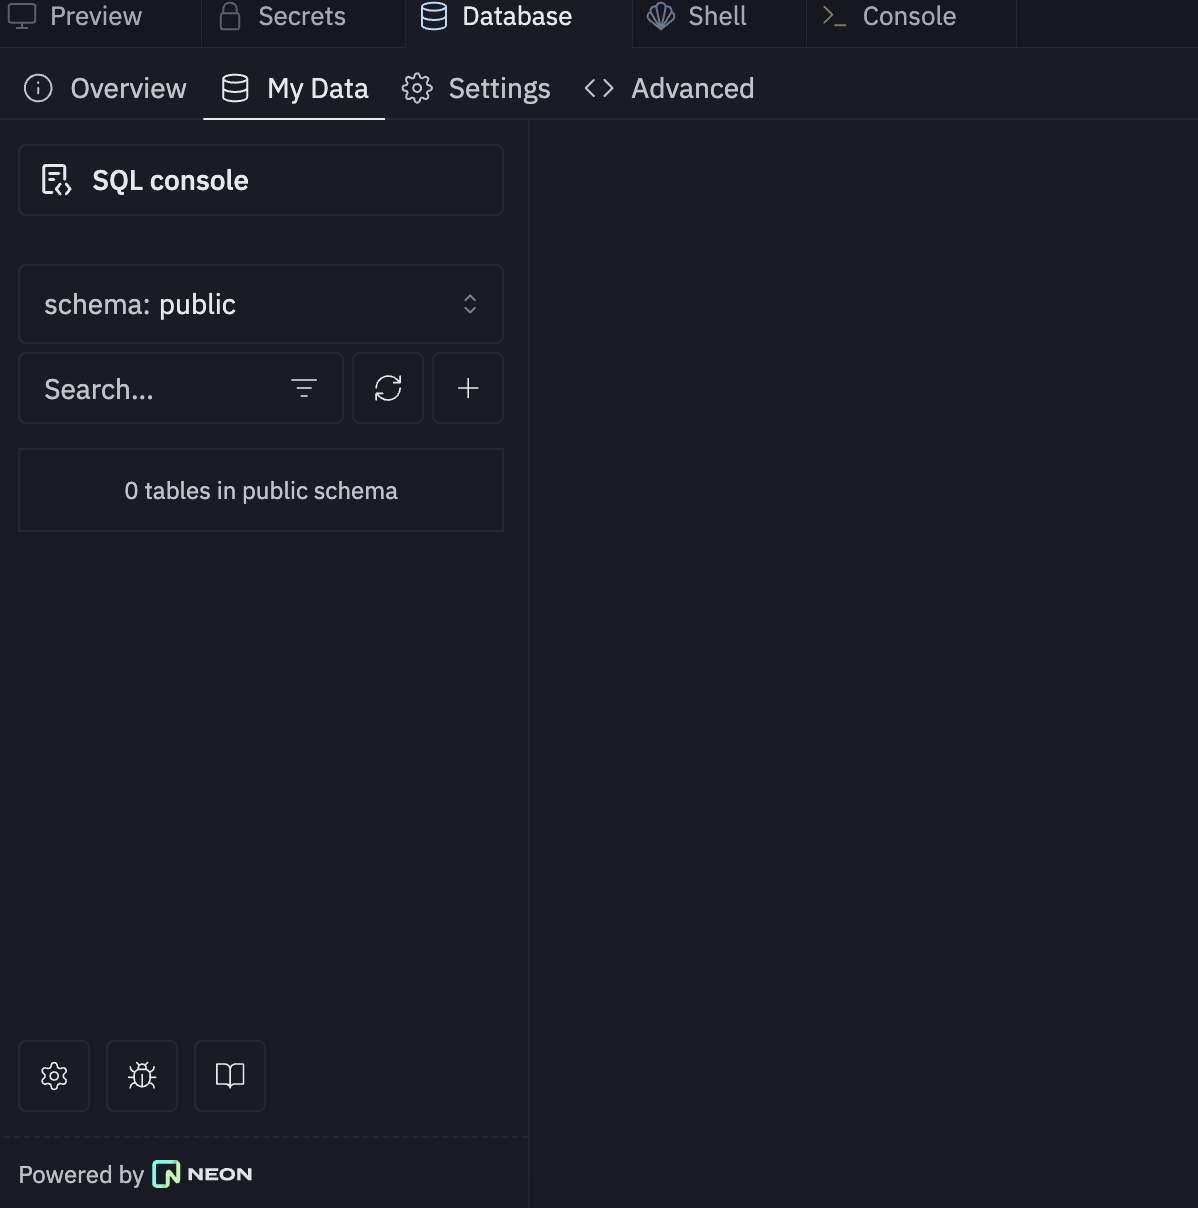 Preview Secrets Database Shell Console
Overview My Data Settings Advanced
SQL console
schema: public
Search...
0 tables in public schema
Powered by NEON